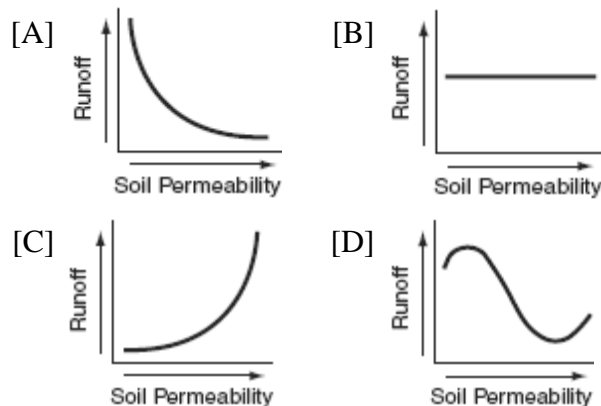 [A]
Runoff
Soil Permeability
[B]
Runoff
Soil Permeability
[C]
Runoff
Soil Permeability
[D]
Runoff
Soil Permeability